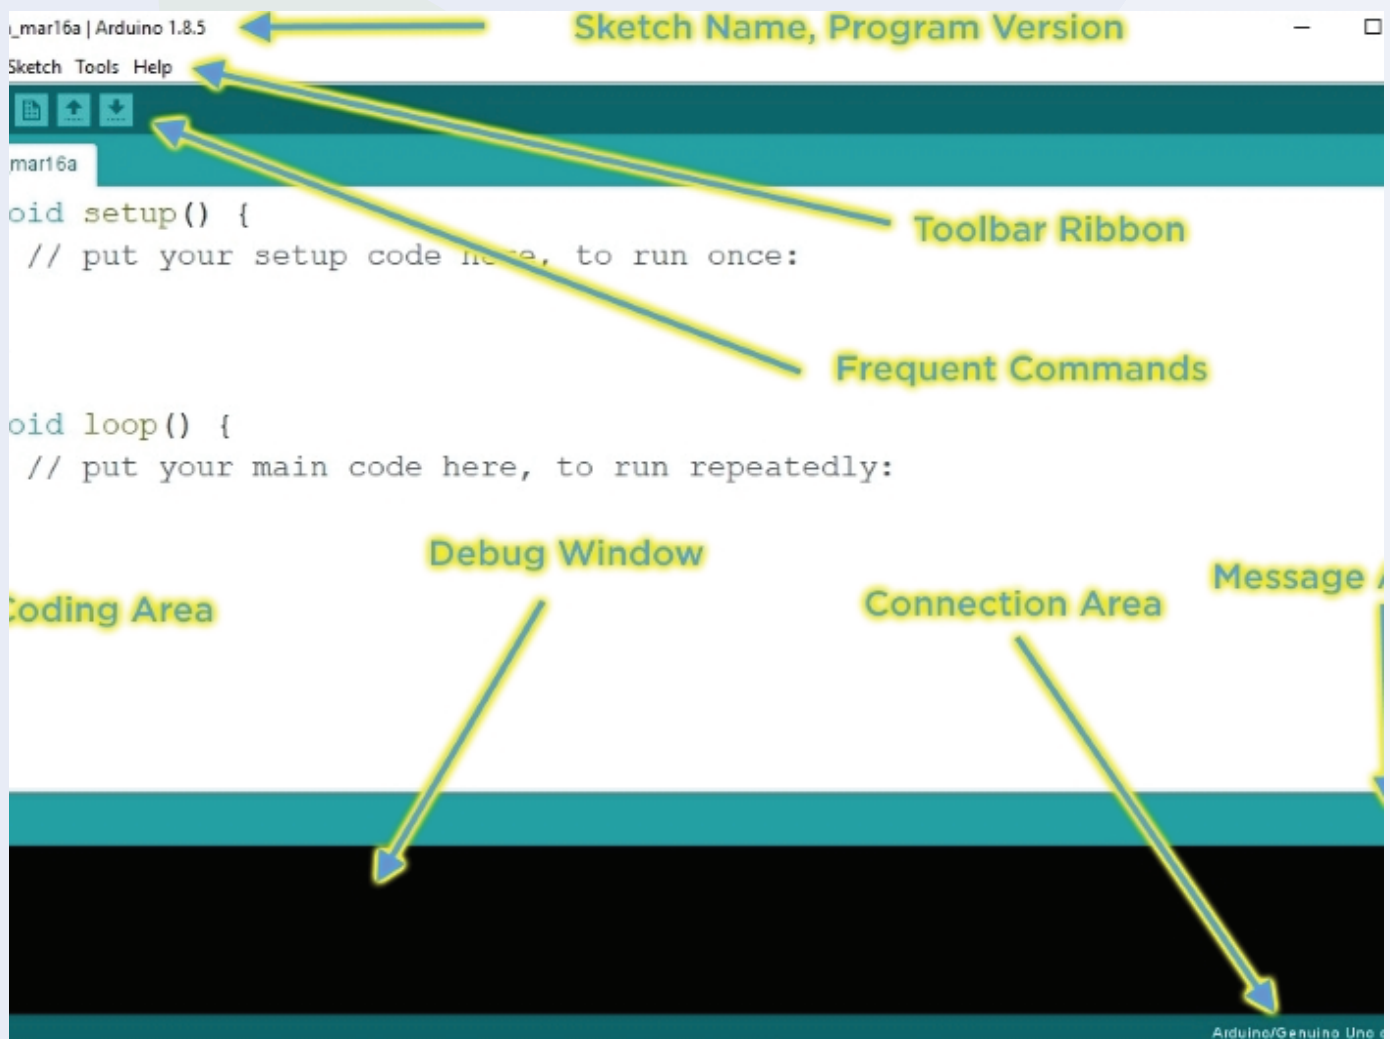 _mar16a | Arduino 1.8.5
Sketch Name, Program Version
Sketch Tools Help
mar16a
oid setup() {
// put your setup code here, to run once:
Toolbar Ribbon
Frequent Commands
oid loop() {
// put your main code here, to run repeatedly:
Debug Window
Message
Connection Area
Coding Area
Arduino/Genuino Uno